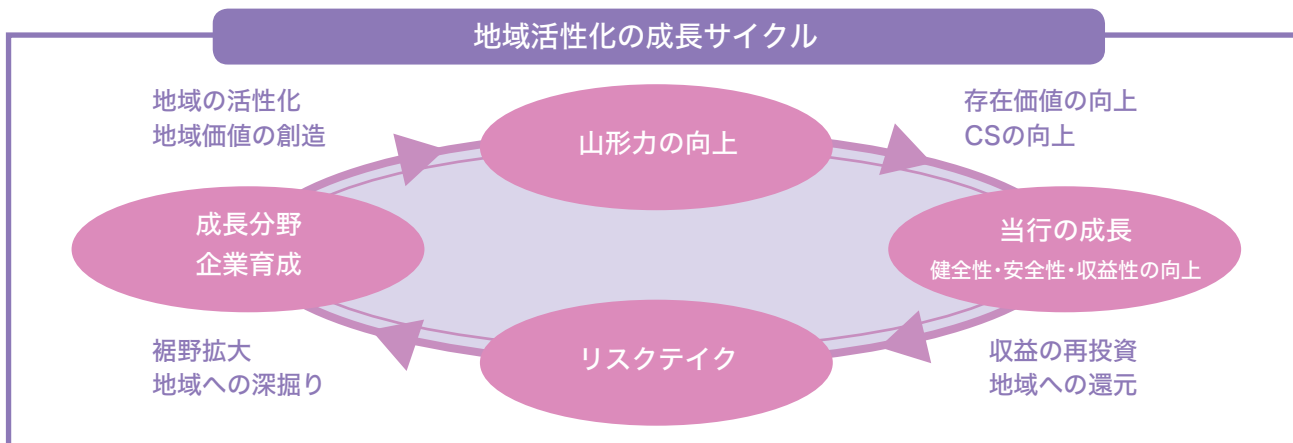 地域活性化の成長サイクル
地域の活性化
地域価値の創造
山形力の向上
存在価値の向上
CSの向上
成長分野
企業育成
当行の成長
健全性・安全性・収益性の向上
裾野拡大
地域への深掘り
リスクテイク
収益の再投資
地域への還元